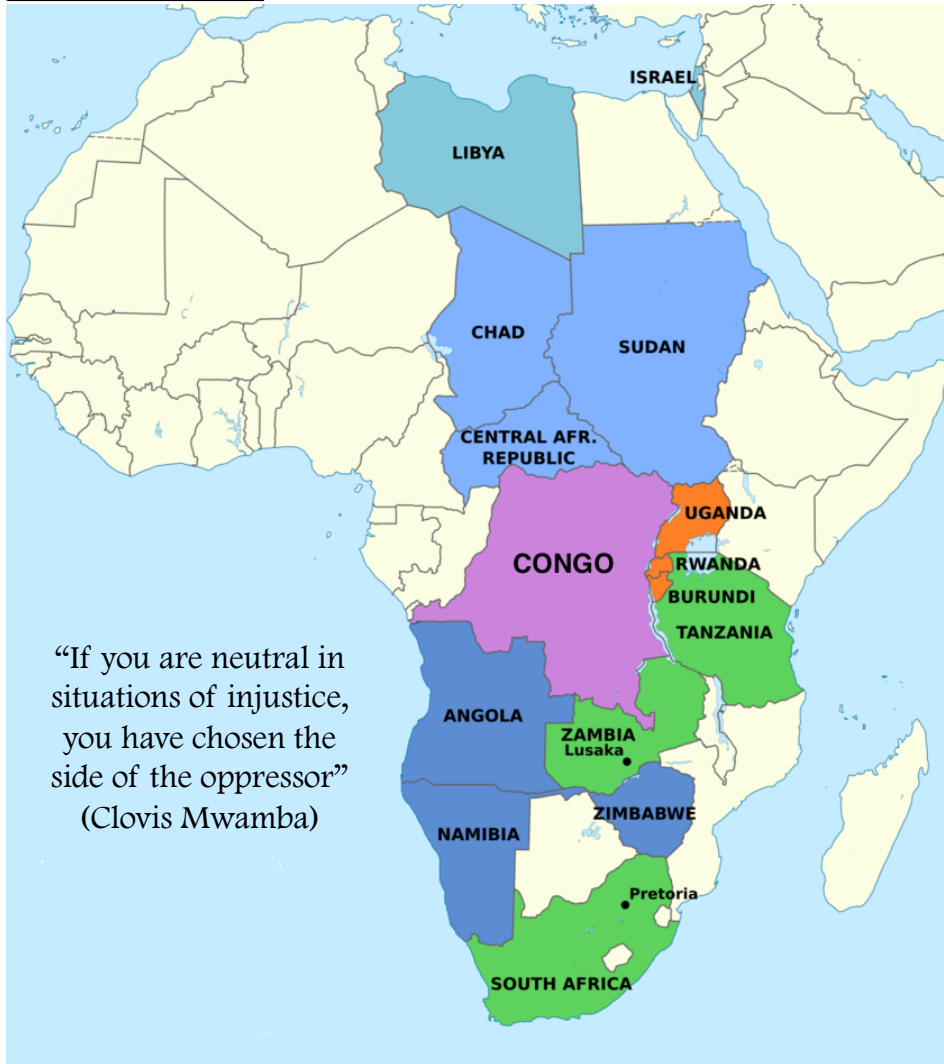 ISRAEL
LIBYA
CHAD
SUDAN
CENTRAL AFR.
REPUBLIC
UGANDA
CONGO
RWANDA
BURUNDI
TANZANIA
“If you are neutral in
situations of injustice,
you have chosen the
side of the oppressor”
(Clovis Mwamba)
ANGOLA
ZAMBIA
Lusaka
ZIMBABWE
NAMIBIA
Pretoria
SOUTH AFRICA